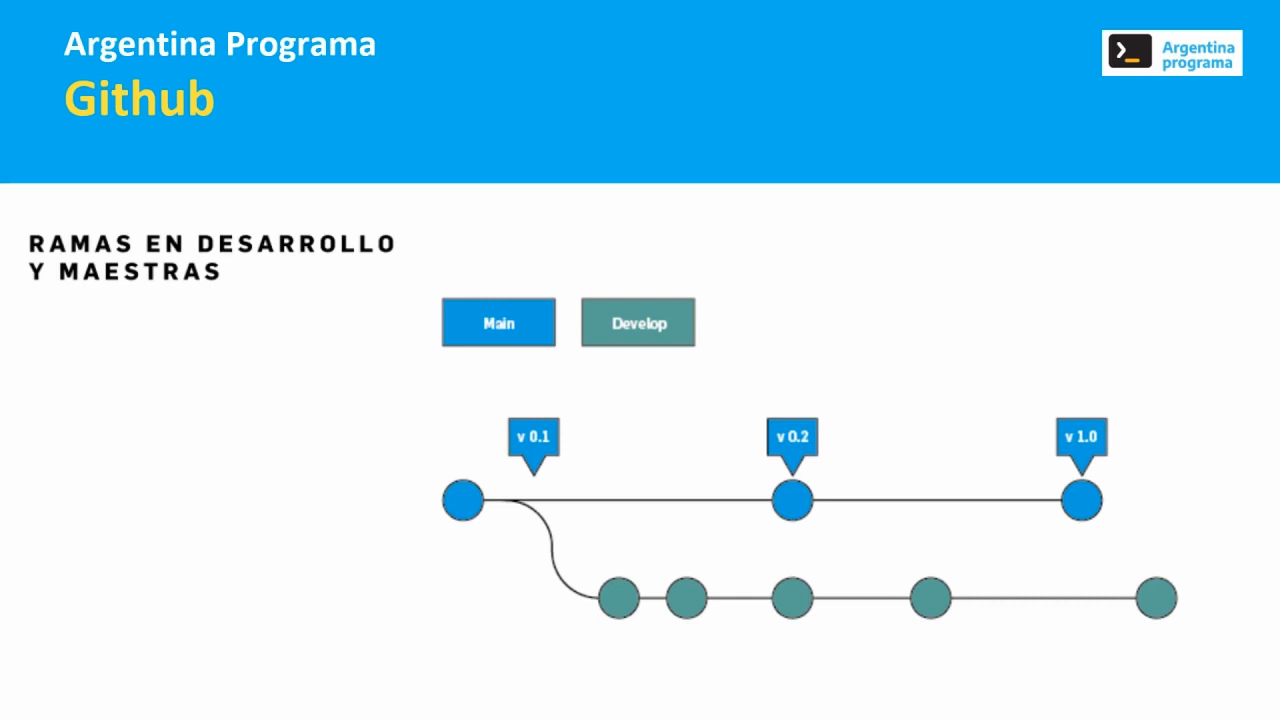 Argentina Programa
Github
Argentina
programa
RAMAS EN DESARROLLO
Y MAESTRAS
Main
Develop
v 0.1
v 0.2
v 1.0